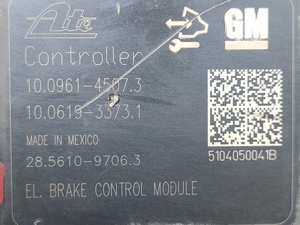 Ate
GM
Controller
10.0961-4507.3
10.0619-3373.1
MADE IN MEXICO
28.5610-9706.3
5104050041B
EL. BRAKE CONTROL MODULE